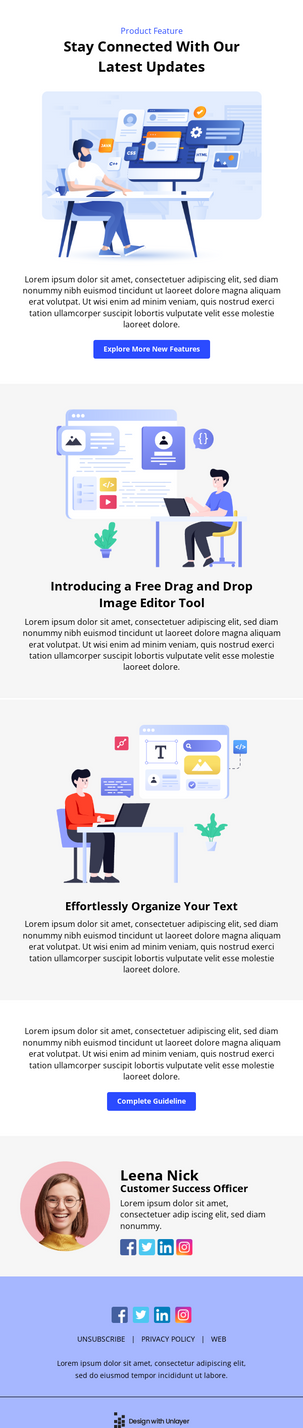 Product Feature
Stay Connected With Our
Latest Updates
JAVA
CSS
C++
HTML
Lorem ipsum dolor sit amet, consectetuer adipiscing elit, sed diam
nonummy nibh euismod tincidunt ut laoreet dolore magna aliquam
erat volutpat. Ut wisi enim ad minim veniam, quis nostrud exerci
tation ullamcorper suscipit lobortis vulputate velit esse molestie
laoreet dolore.
Explore More New Features
{}
</>
Introducing a Free Drag and Drop
Image Editor Tool
Lorem ipsum dolor sit amet, consectetuer adipiscing elit, sed diam
nonummy nibh euismod tincidunt ut laoreet dolore magna aliquam
erat volutpat. Ut wisi enim ad minim veniam, quis nostrud exerci
tation ullamcorper suscipit lobortis vulputate velit esse molestie
laoreet dolore.
T
</>
Effortlessly Organize Your Text
Lorem ipsum dolor sit amet, consectetuer adipiscing elit, sed diam
nonummy nibh euismod tincidunt ut laoreet dolore magna aliquam
erat volutpat. Ut wisi enim ad minim veniam, quis nostrud exerci
tation ullamcorper suscipit lobortis vulputate velit esse molestie
laoreet dolore.
Lorem ipsum dolor sit amet, consectetuer adipiscing elit, sed diam
nonummy nibh euismod tincidunt ut laoreet dolore magna aliquam
erat volutpat. Ut wisi enim ad minim veniam, quis nostrud exerci
tation ullamcorper suscipit lobortis vulputate velit esse molestie
laoreet dolore.
Complete Guideline
Leena Nick
Customer Success Officer
Lorem ipsum dolor sit amet,
consectetuer adip iscing elit, sed diam
nonummy.
UNSUBSCRIBE | PRIVACY POLICY | WEB
Lorem ipsum dolor sit amet, consectetur adipiscing elit,
sed do eiusmod tempor incididunt ut labore.
Design with Unlayer